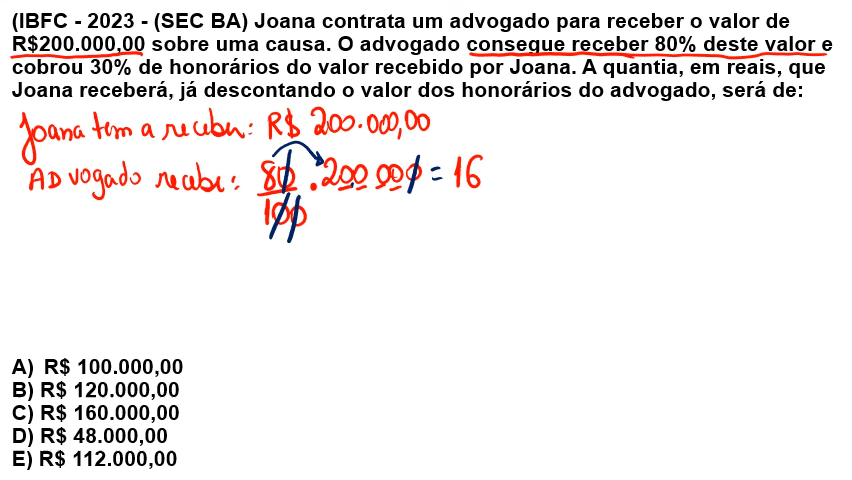 (IBFC - 2023 - (SEC BA) Joana contrata um advogado para receber o valor de
R$200.000,00 sobre uma causa. O advogado consegue receber 80% deste valor e
cobrou 30% de honorários do valor recebido por Joana. A quantia, em reais, que
Joana receberá, já descontando o valor dos honorários do advogado, será de:
Joana tem a receber: R$ 200.000,00
ADvogado recebe: 80/100 . 200.000 = 16
A) R$ 100.000,00
B) R$ 120.000,00
C) R$ 160.000,00
D) R$ 48.000,00
E) R$ 112.000,00